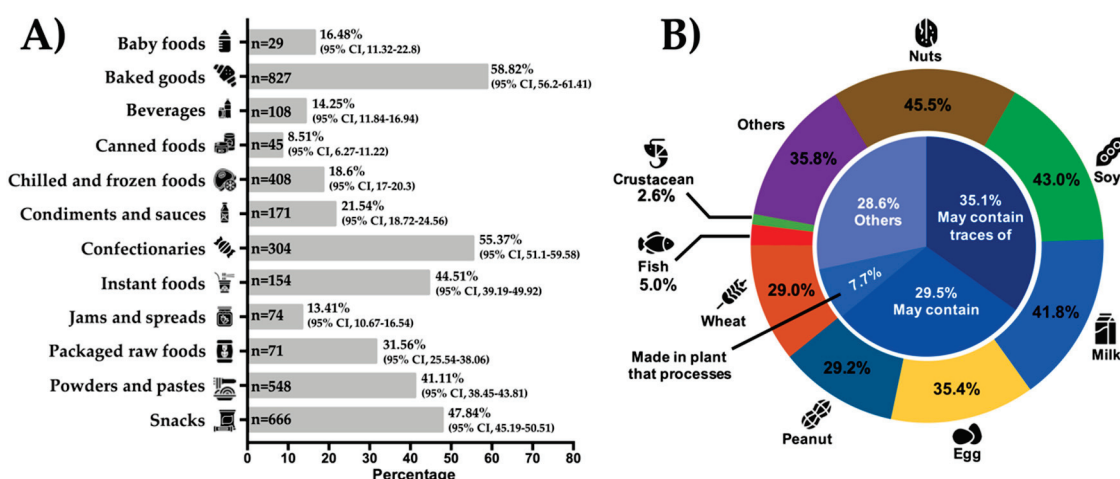 A)
Baby foods
n=29
16.48%
(95% CI, 11.32-22.8)
Baked goods
n=827
58.82%
(95% CI, 56.2-61.41)
Beverages
n=108
14.25%
(95% CI, 11.84-16.94)
Canned foods
n=45
8.51%
(95% CI, 6.27-11.22)
Chilled and frozen foods
n=408
18.6%
(95% CI, 17-20.3)
Condiments and sauces
n=171
21.54%
(95% CI, 18.72-24.56)
Confectionaries
n=304
55.37%
(95% CI, 51.1-59.58)
Instant foods
n=154
44.51%
(95% CI, 39.19-49.92)
Jams and spreads
n=74
13.41%
(95% CI, 10.67-16.54)
Packaged raw foods
n=71
31.56%
(95% CI, 25.54-38.06)
Powders and pastes
n=548
41.11%
(95% CI, 38.45-43.81)
Snacks
n=666
47.84%
(95% CI, 45.19-50.51)
0 10 20 30 40 50 60 70 80
Percentage
B)
Nuts
45.5%
Soy
43.0%
Milk
41.8%
Egg
35.4%
Peanut
29.2%
Wheat
29.0%
Fish
5.0%
Crustacean
2.6%
Others
35.8%
35.1%
May contain
traces of
29.5%
May contain
7.7%
Made in plant
that processes
28.6%
Others